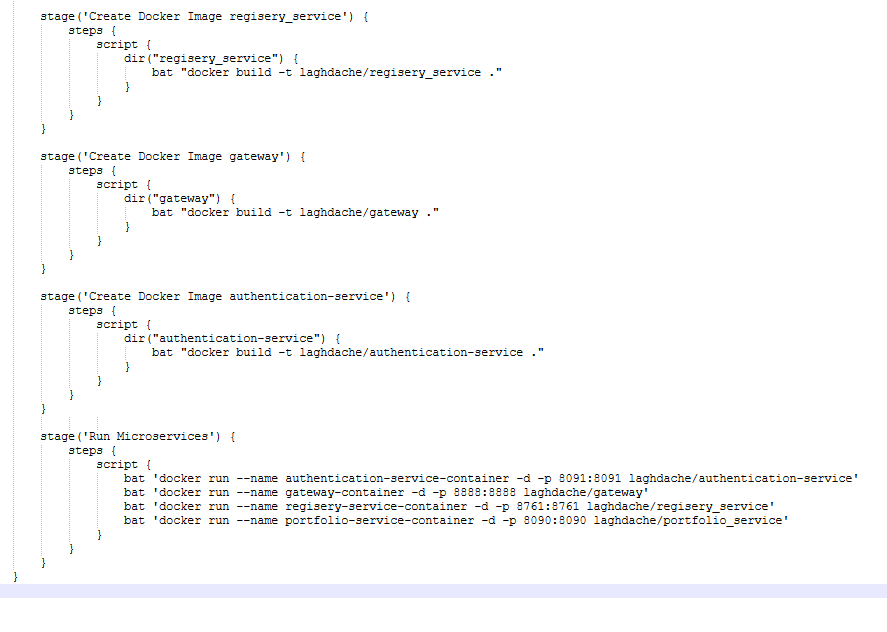 stage('Create Docker Image regisery_service') {
steps {
script {
dir("regisery_service") {
bat "docker build -t laghdache/regisery_service ."
}
}
}
}
stage('Create Docker Image gateway') {
steps {
script {
dir("gateway") {
bat "docker build -t laghdache/gateway ."
}
}
}
}
stage('Create Docker Image authentication-service') {
steps {
script {
dir("authentication-service") {
bat "docker build -t laghdache/authentication-service ."
}
}
}
}
stage('Run Microservices') {
steps {
script {
bat 'docker run --name authentication-service-container -d -p 8091:8091 laghdache/authentication-service'
bat 'docker run --name gateway-container -d -p 8888:8888 laghdache/gateway'
bat 'docker run --name regisery-service-container -d -p 8761:8761 laghdache/regisery_service'
bat 'docker run --name portfolio-service-container -d -p 8090:8090 laghdache/portfolio_service'
}
}
}
}